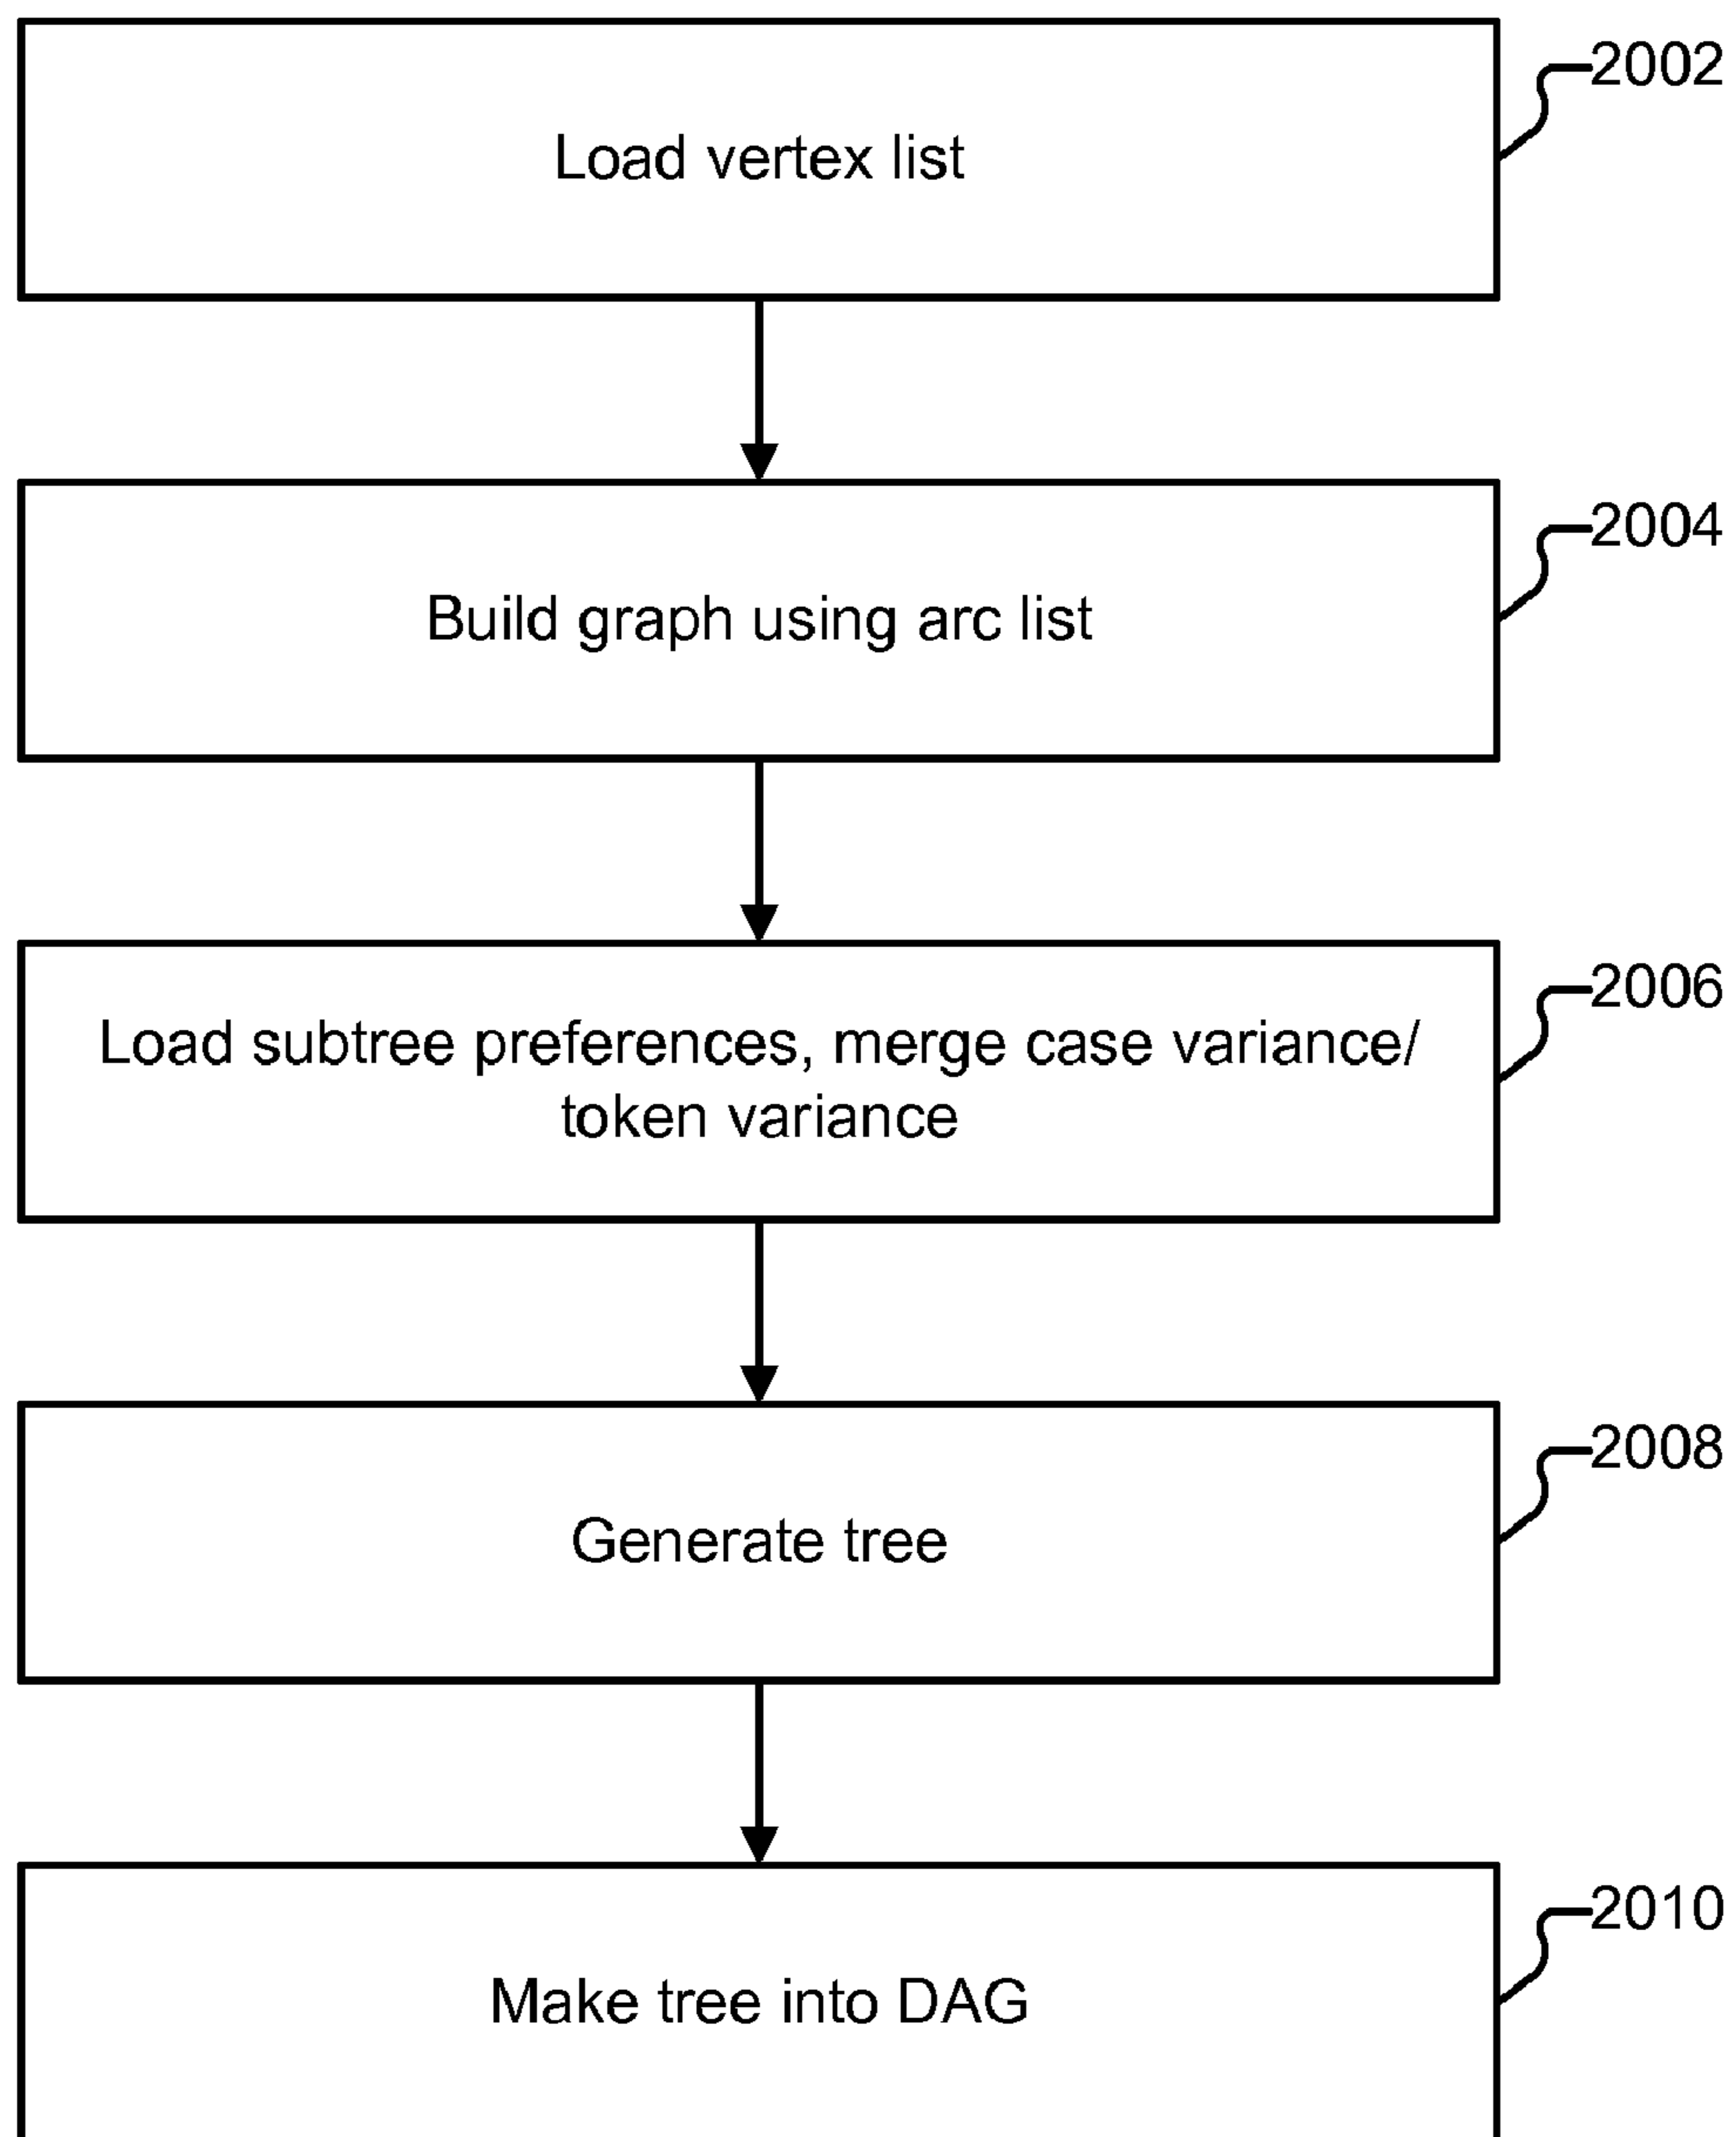 2002
Load vertex list
2004
Build graph using arc list
2006
Load subtree preferences, merge case variance/
token variance
2008
Generate tree
2010
Make tree into DAG